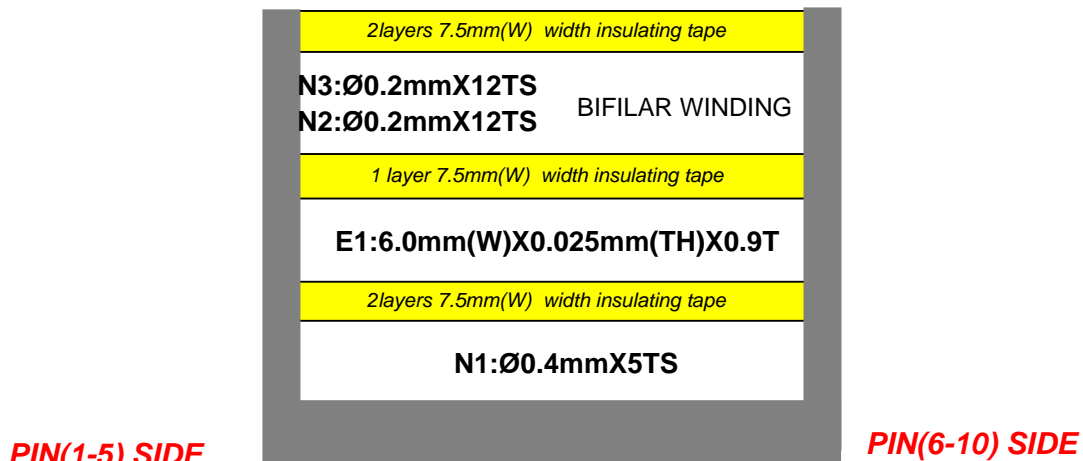 2layers 7.5mm(W) width insulating tape
N3:Ø0.2mmX12TS
N2:Ø0.2mmX12TS
BIFILAR WINDING
1 layer 7.5mm(W) width insulating tape
E1:6.0mm(W)X0.025mm(TH)X0.9T
2layers 7.5mm(W) width insulating tape
N1:Ø0.4mmX5TS
PIN(1-5) SIDE
PIN(6-10) SIDE